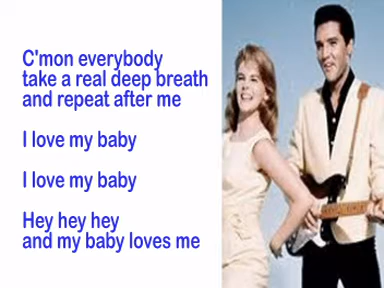 C'mon everybody
take a real deep breath
and repeat after me
I love my baby
I love my baby
Hey hey hey
and my baby loves me